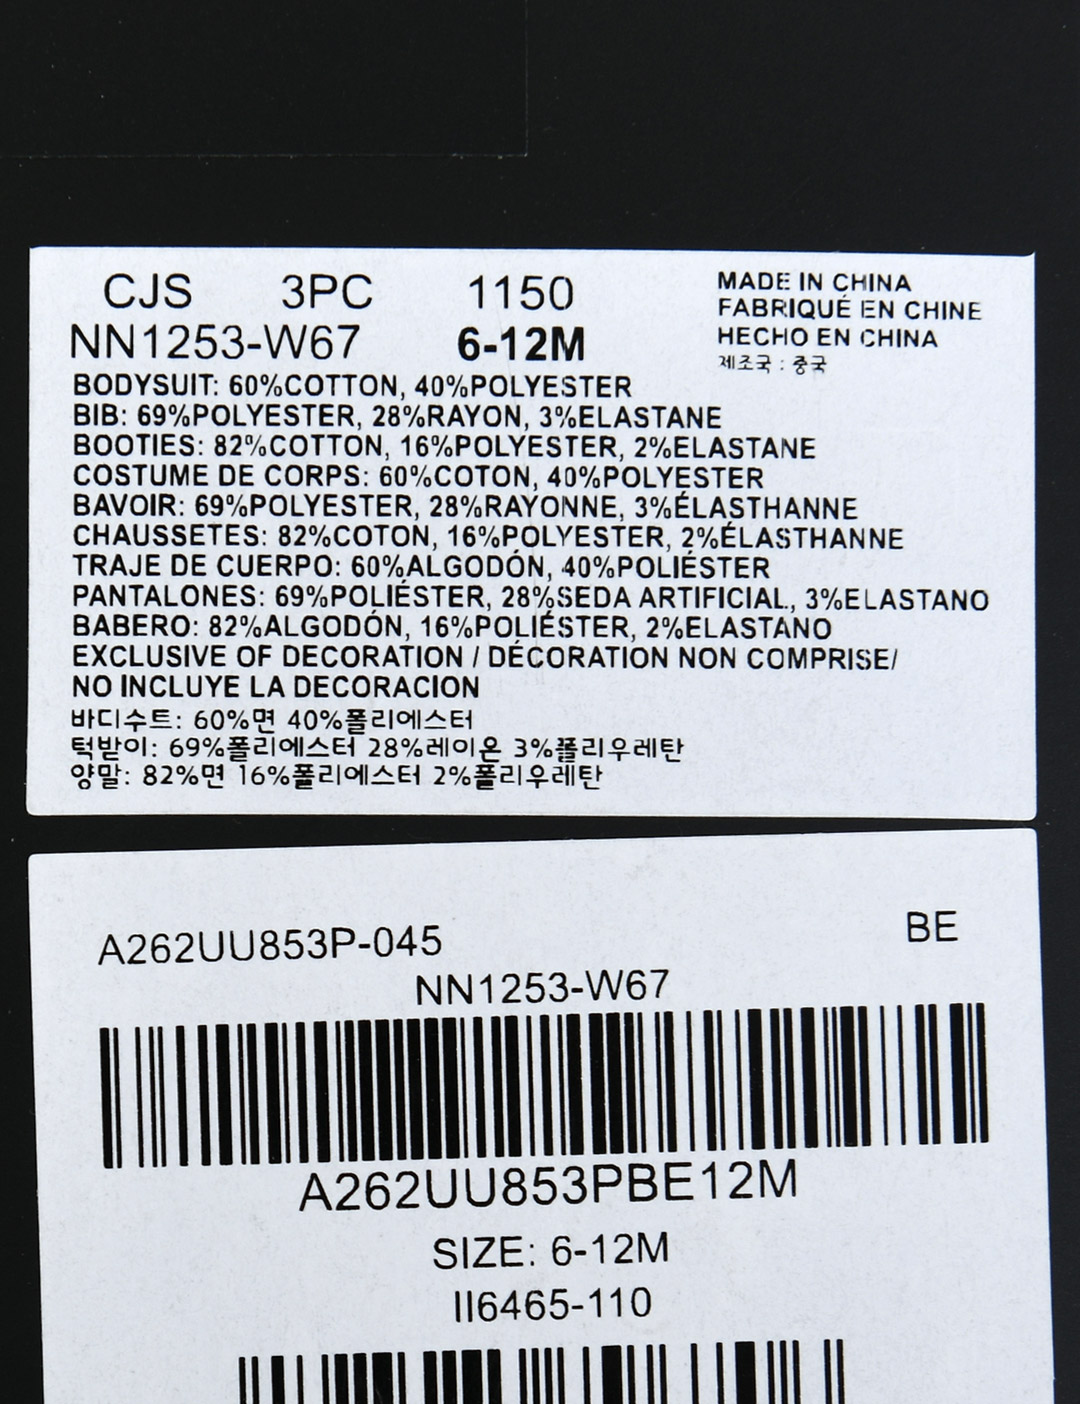 CJS 3PC 1150
NN1253-W67 6-12M
MADE IN CHINA
FABRIQUÉ EN CHINE
HECHO EN CHINA
제조국 : 중국
BODYSUIT: 60%COTTON, 40%POLYESTER
BIB: 69%POLYESTER, 28%RAYON, 3%ELASTANE
BOOTIES: 82%COTTON, 16%POLYESTER, 2%ELASTANE
COSTUME DE CORPS: 60%COTON, 40%POLYESTER
BAVOIR: 69%POLYESTER, 28%RAYONNE, 3%ÉLASTHANNE
CHAUSSETES: 82%COTON, 16%POLYESTER, 2%ÉLASTHANNE
TRAJE DE CUERPO: 60%ALGODÓN, 40%POLIÉSTER
PANTALONES: 69%POLIÉSTER, 28%SEDA ARTIFICIAL, 3%ELASTANO
BABERO: 82%ALGODÓN, 16%POLIÉSTER, 2%ELASTANO
EXCLUSIVE OF DECORATION / DÉCORATION NON COMPRISE/
NO INCLUYE LA DECORACION
바디수트: 60%면 40%폴리에스터
턱받이: 69%폴리에스터 28%레이온 3%폴리우레탄
양말: 82%면 16%폴리에스터 2%폴리우레탄
A262UU853P-045 BE
NN1253-W67
A262UU853PBE12M
SIZE: 6-12M
II6465-110